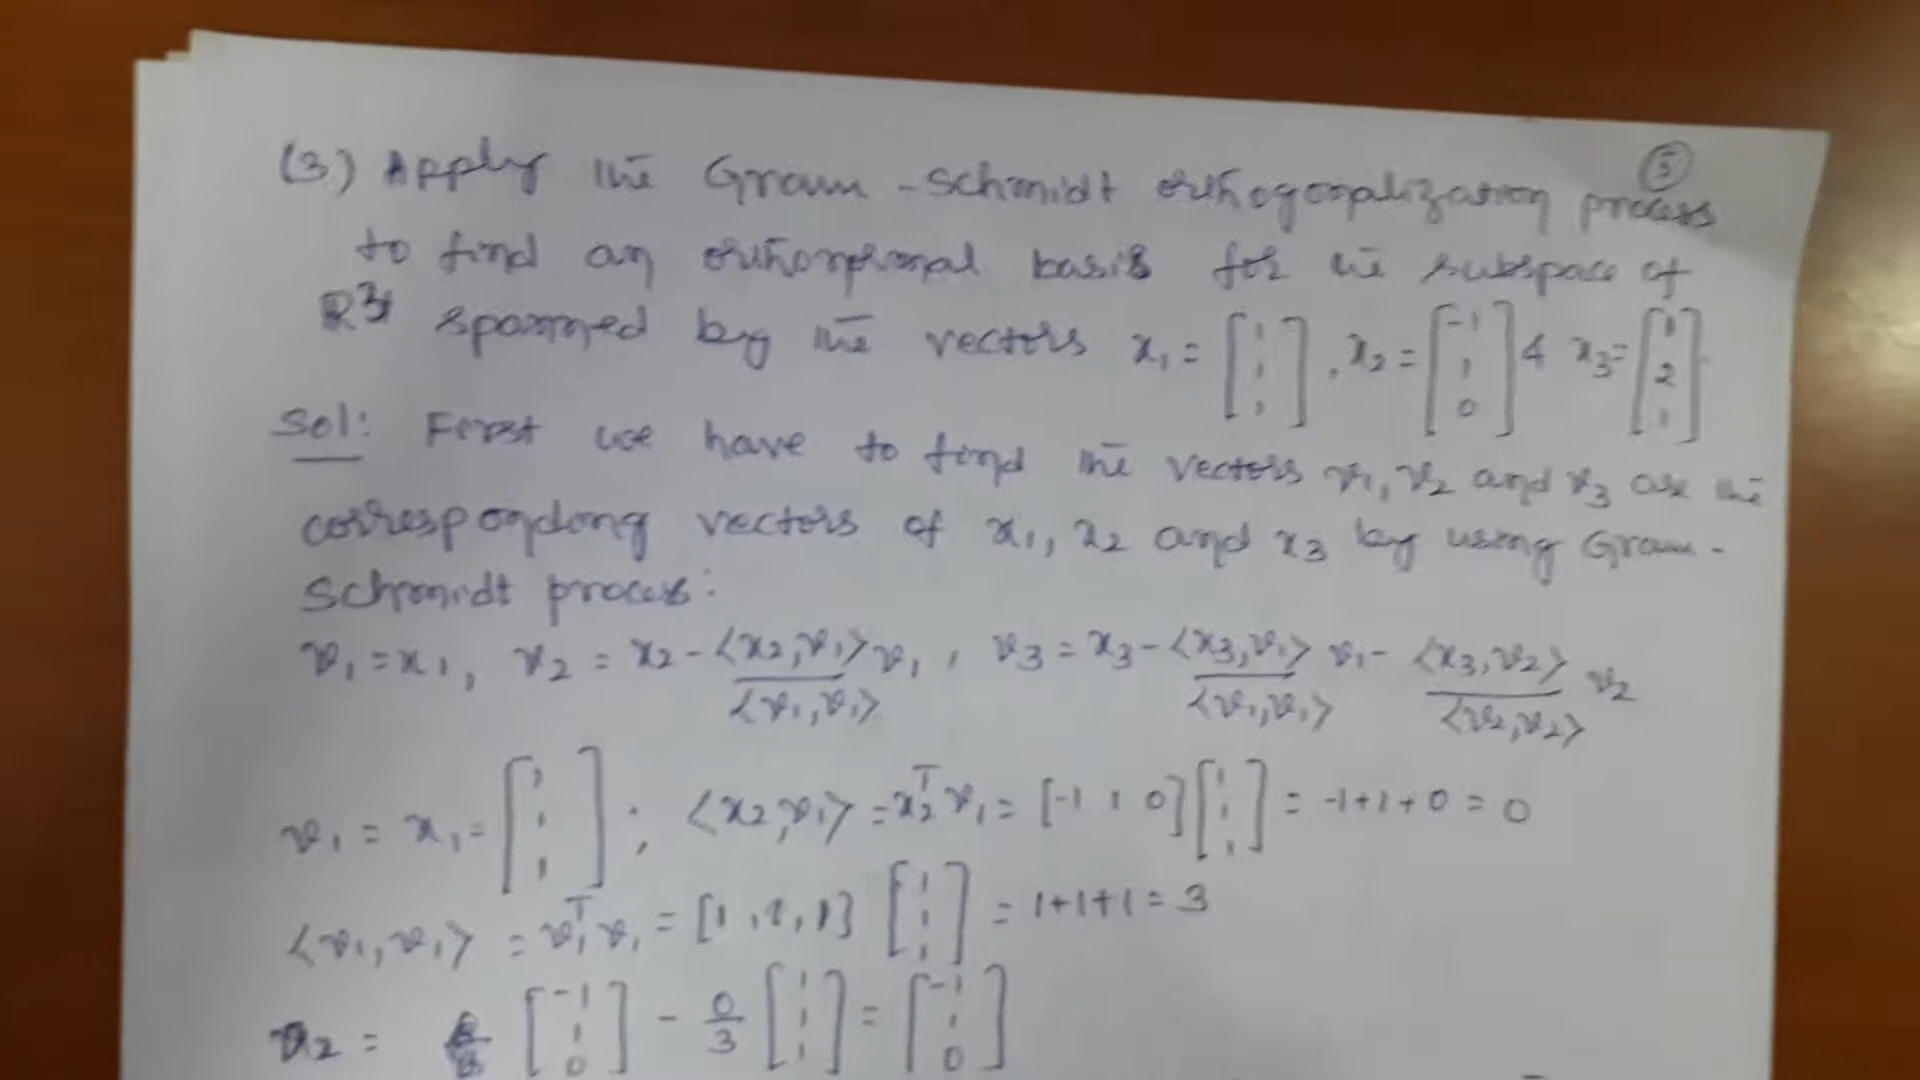 (5)
(3) Apply the Gram-Schmidt orthogonalization process
to find an orthonormal basis for the subspace of
R³ spanned by the vectors x₁ = [1 1 1], x₂ = [-1 1 0] & x₃ = [1 2 1].
Sol: First we have to find the vectors v₁, v₂ and v₃ are the
corresponding vectors of x₁, x₂ and x₃ by using Gram-
Schmidt process:
v₁ = x₁, v₂ = x₂ - <x₂,v₁>/<v₁,v₁> v₁, v₃ = x₃ - <x₃,v₁>/<v₁,v₁> v₁ - <x₃,v₂>/<v₂,v₂> v₂
v₁ = x₁ = [1 1 1]; <x₂,v₁> = x₂ᵀv₁ = [-1 1 0][1 1 1] = -1+1+0 = 0
<v₁,v₁> = v₁ᵀv₁ = [1,1,1][1 1 1] = 1+1+1 = 3
v₂ = [-1 1 0] - 0/3 [1 1 1] = [-1 1 0]